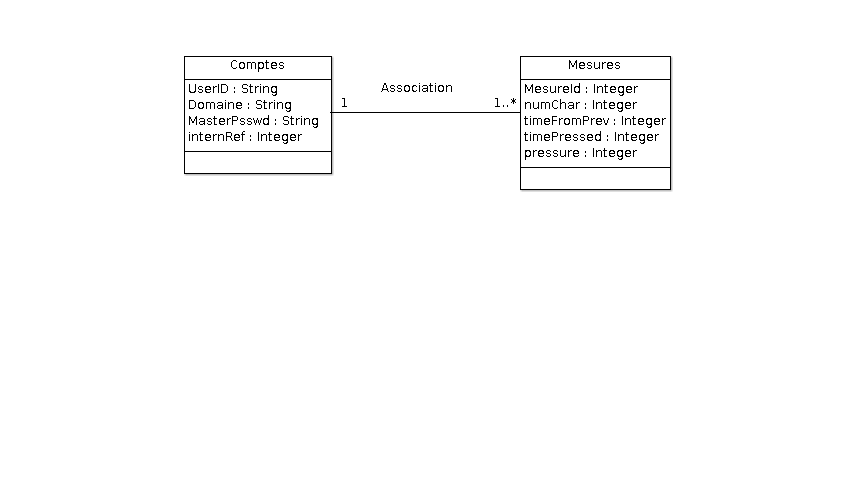 Comptes
UserID : String
Domaine : String
MasterPsswd : String
internRef : Integer
Association
1
1..*
Mesures
MesureId : Integer
numChar : Integer
timeFromPrev : Integer
timePressed : Integer
pressure : Integer